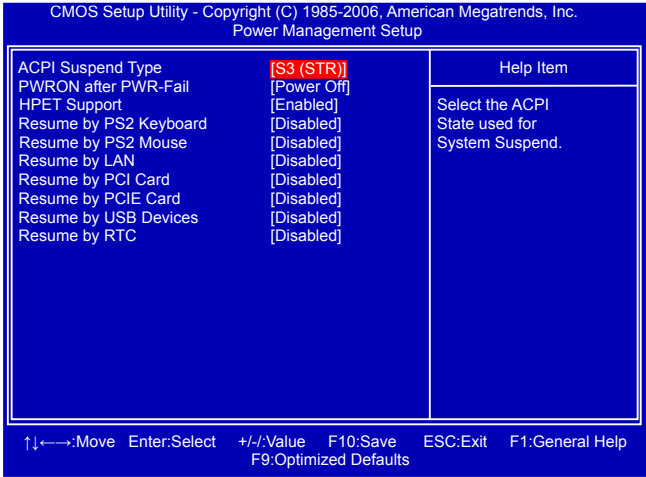 CMOS Setup Utility - Copyright (C) 1985-2006, American Megatrends, Inc.
Power Management Setup
ACPI Suspend Type [S3 (STR)]
PWRON after PWR-Fail [Power Off]
HPET Support [Enabled]
Resume by PS2 Keyboard [Disabled]
Resume by PS2 Mouse [Disabled]
Resume by LAN [Disabled]
Resume by PCI Card [Disabled]
Resume by PCIE Card [Disabled]
Resume by USB Devices [Disabled]
Resume by RTC [Disabled]
Help Item
Select the ACPI
State used for
System Suspend.
↑↓←→:Move Enter:Select +/-/:Value F10:Save ESC:Exit F1:General Help
F9:Optimized Defaults